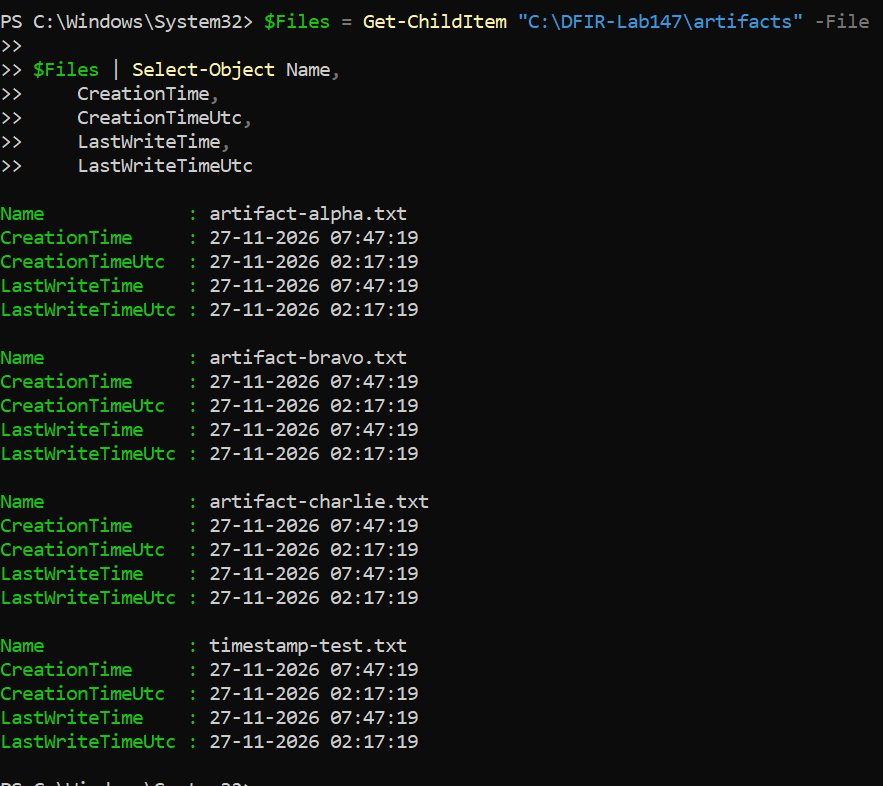 PS C:\Windows\System32> $Files = Get-ChildItem "C:\DFIR-Lab147\artifacts" -File
>>
>> $Files | Select-Object Name,
>>     CreationTime,
>>     CreationTimeUtc,
>>     LastWriteTime,
>>     LastWriteTimeUtc

Name             : artifact-alpha.txt
CreationTime     : 27-11-2026 07:47:19
CreationTimeUtc  : 27-11-2026 02:17:19
LastWriteTime    : 27-11-2026 07:47:19
LastWriteTimeUtc : 27-11-2026 02:17:19

Name             : artifact-bravo.txt
CreationTime     : 27-11-2026 07:47:19
CreationTimeUtc  : 27-11-2026 02:17:19
LastWriteTime    : 27-11-2026 07:47:19
LastWriteTimeUtc : 27-11-2026 02:17:19

Name             : artifact-charlie.txt
CreationTime     : 27-11-2026 07:47:19
CreationTimeUtc  : 27-11-2026 02:17:19
LastWriteTime    : 27-11-2026 07:47:19
LastWriteTimeUtc : 27-11-2026 02:17:19

Name             : timestamp-test.txt
CreationTime     : 27-11-2026 07:47:19
CreationTimeUtc  : 27-11-2026 02:17:19
LastWriteTime    : 27-11-2026 07:47:19
LastWriteTimeUtc : 27-11-2026 02:17:19